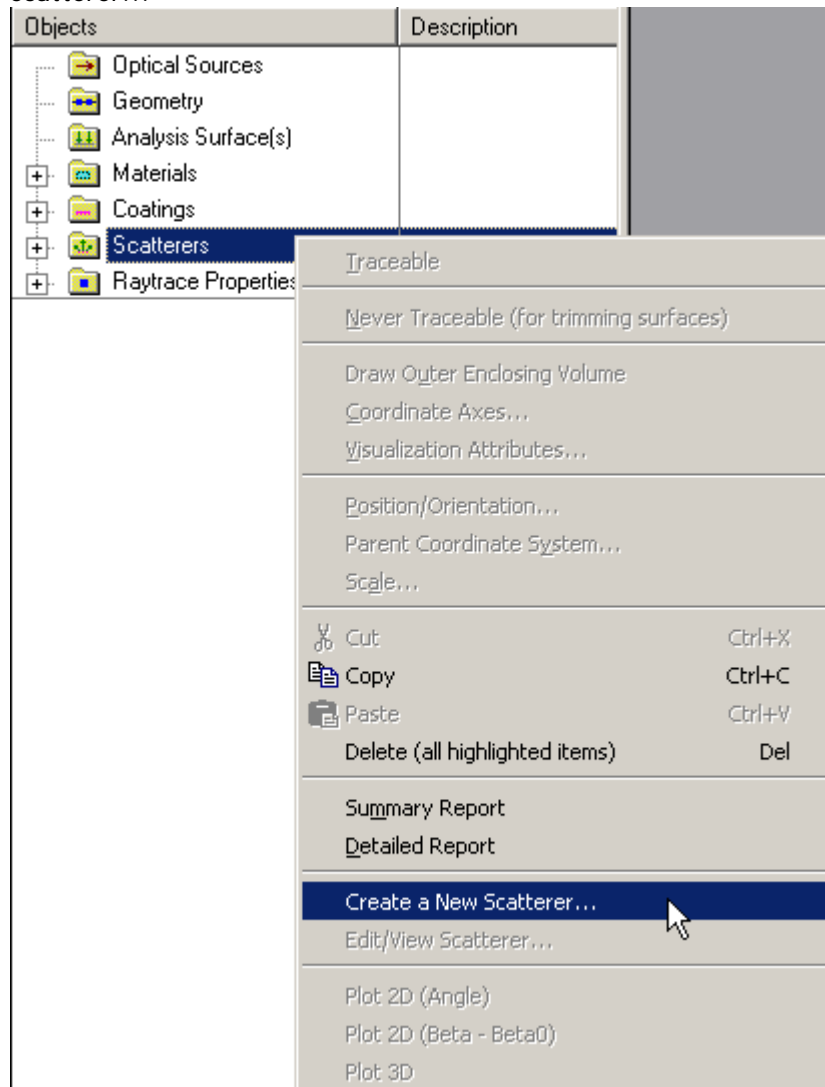 Objects Description
Optical Sources
Geometry
Analysis Surface(s)
Materials
Coatings
Scatterers
Raytrace Properties
Traceable
Never Traceable (for trimming surfaces)
Draw Outer Enclosing Volume
Coordinate Axes...
Visualization Attributes...
Position/Orientation...
Parent Coordinate System...
Scale...
Cut Ctrl+X
Copy Ctrl+C
Paste Ctrl+V
Delete (all highlighted items) Del
Summary Report
Detailed Report
Create a New Scatterer...
Edit/View Scatterer...
Plot 2D (Angle)
Plot 2D (Beta - Beta0)
Plot 3D